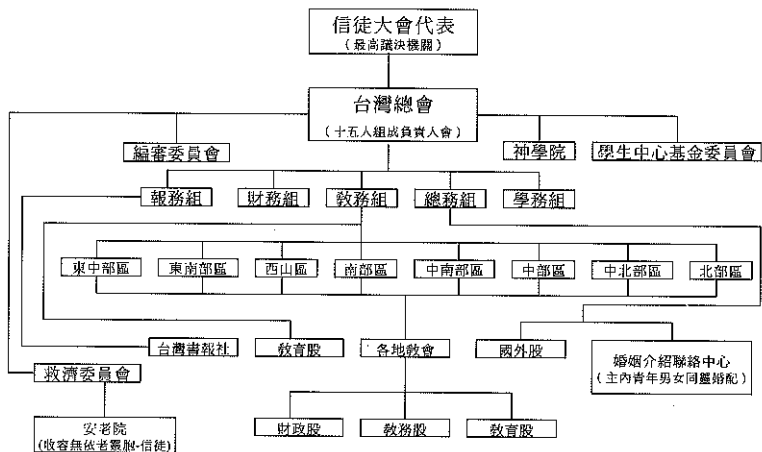 信徒大會代表
（最高議決機關）
台灣總會
（十五人組成負責人會）
編審委員會
神學院
學生中心基金委員會
報務組
財務組
教務組
總務組
學務組
東中部區
東南部區
西山區
南部區
中南部區
中部區
中北部區
北部區
台灣書報社
教育股
各地教會
國外股
婚姻介紹聯絡中心
（主內青年男女同靈婚配）
救濟委員會
安老院
(收容無依老靈胞-信徒)
財政股
教務股
教育股